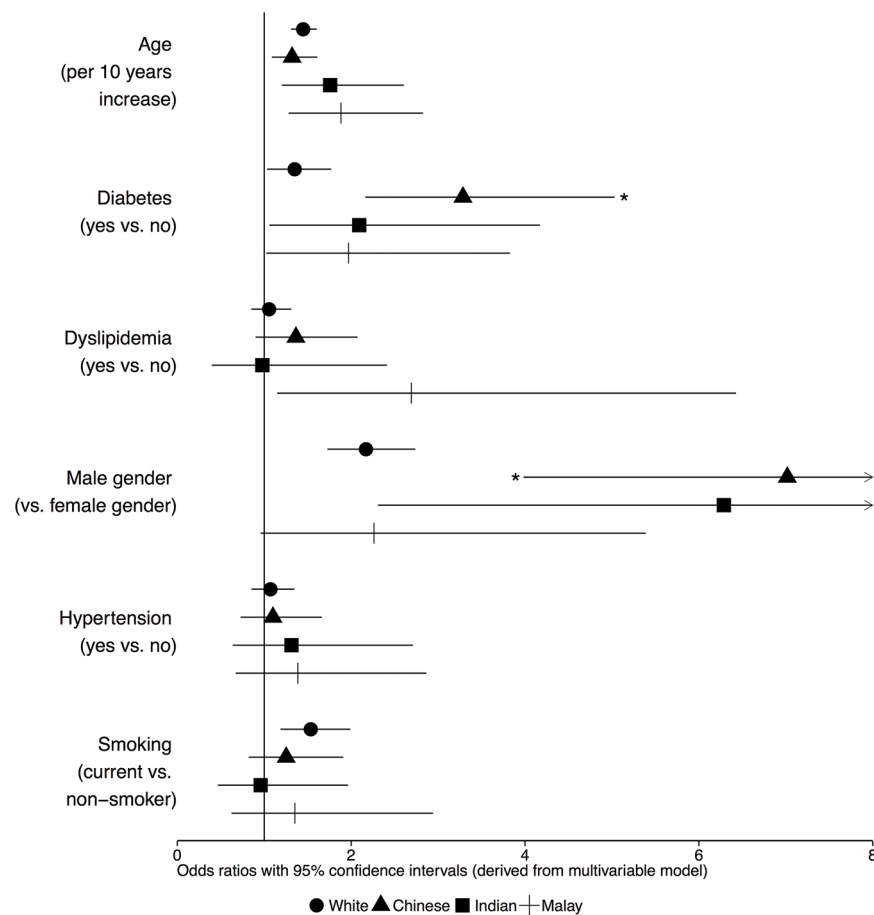 Age
(per 10 years
increase)
Diabetes
(yes vs. no)
*
Dyslipidemia
(yes vs. no)
Male gender
(vs. female gender)
*
Hypertension
(yes vs. no)
Smoking
(current vs.
non−smoker)
0 2 4 6 8
Odds ratios with 95% confidence intervals (derived from multivariable model)
White Chinese Indian Malay